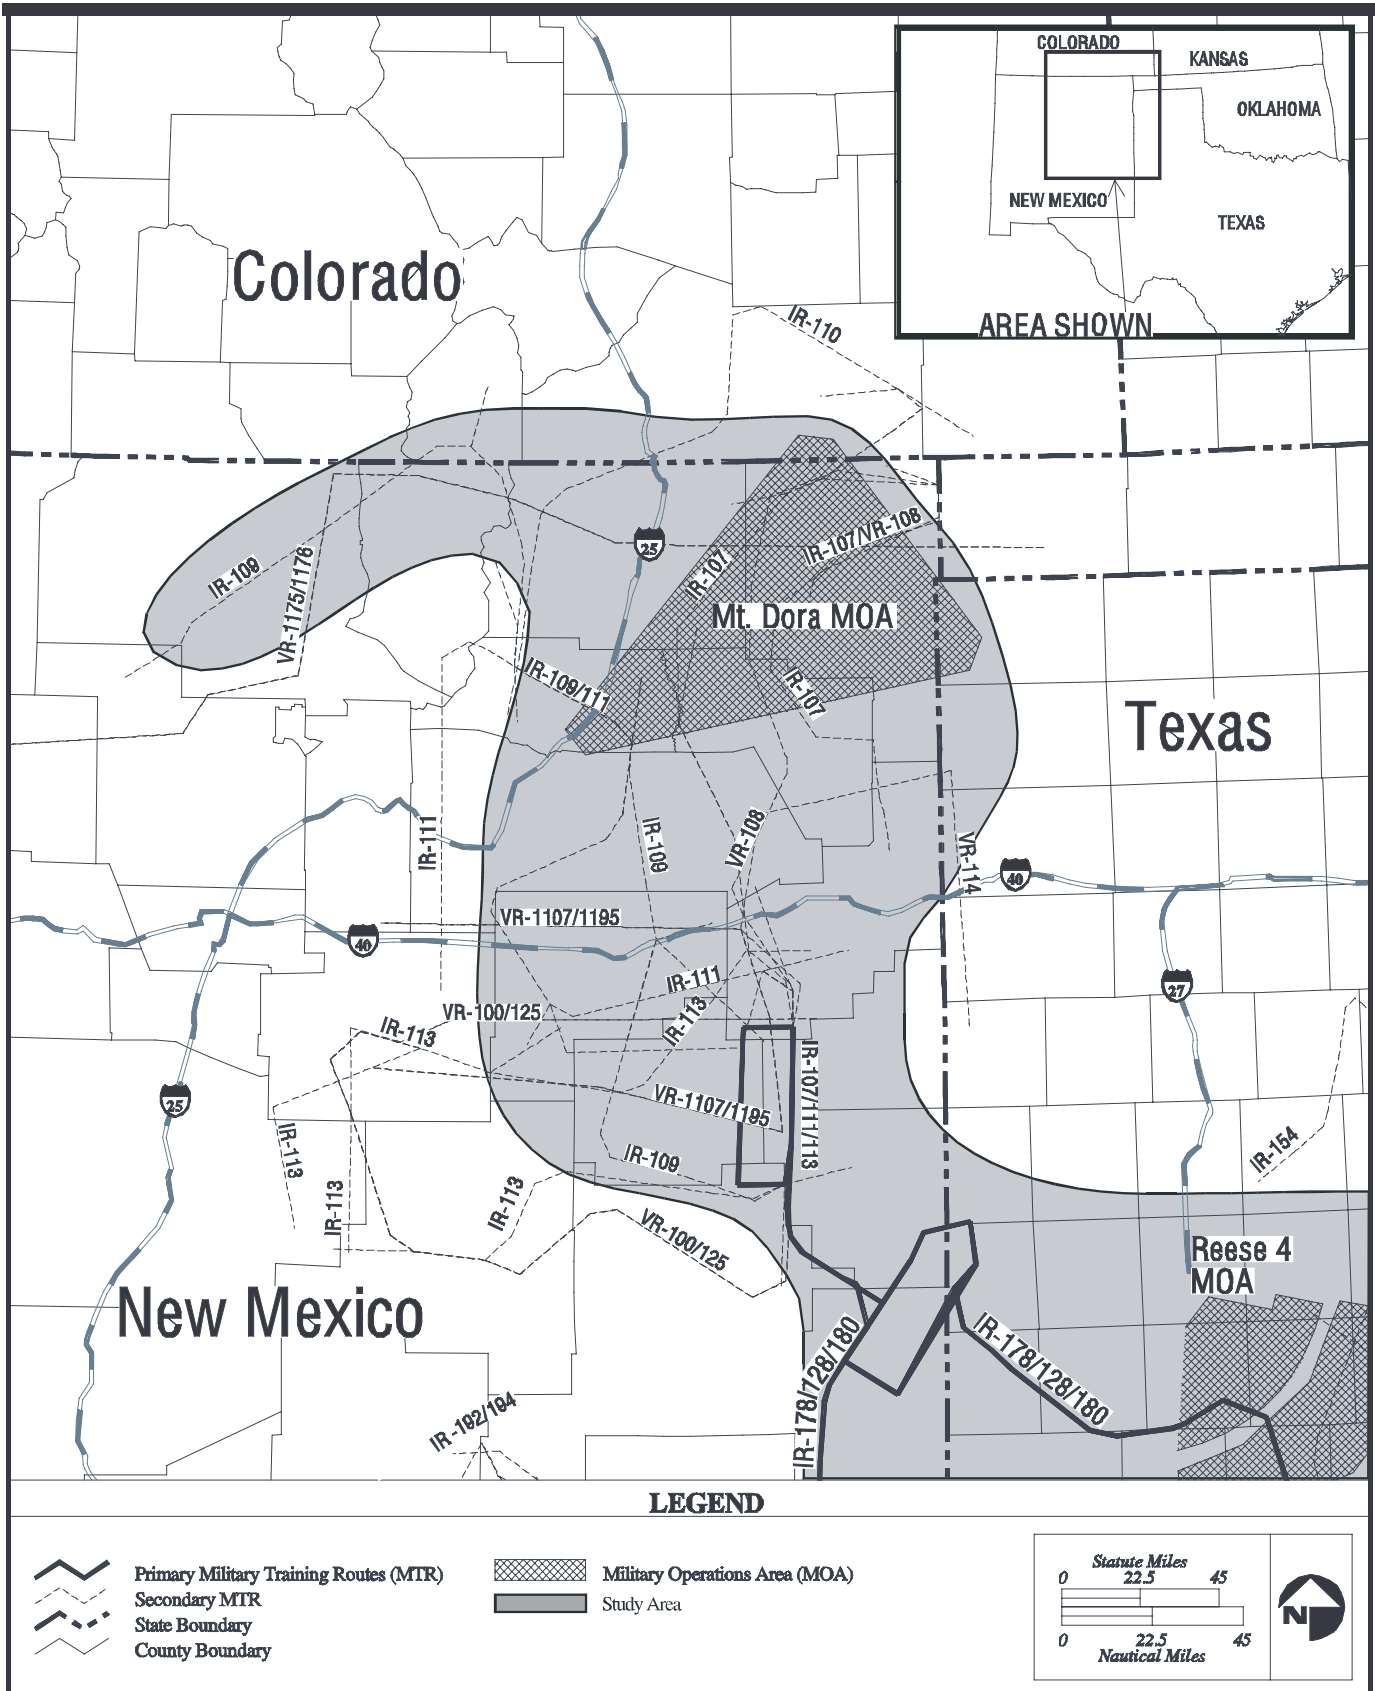 COLORADO
KANSAS
OKLAHOMA
NEW MEXICO
TEXAS
AREA SHOWN
Colorado
IR-110
25
IR-107/VR-108
IR-107
IR-109
VR-1175/1176
Mt. Dora MOA
IR-109/111
IR-107
Texas
IR-111
IR-109
VR-108
VR-114
40
VR-1107/1195
40
IR-111
27
VR-100/125
IR-113
IR-113
25
IR-107/111/113
VR-1107/1195
IR-113
IR-109
IR-154
IR-113
IR-113
VR-100/125
Reese 4
MOA
New Mexico
IR-178/128/180
IR-178/128/180
IR-192/194
LEGEND
Primary Military Training Routes (MTR)
Secondary MTR
State Boundary
County Boundary
Military Operations Area (MOA)
Study Area
Statute Miles
0 22.5 45
0 22.5 45
Nautical Miles
N